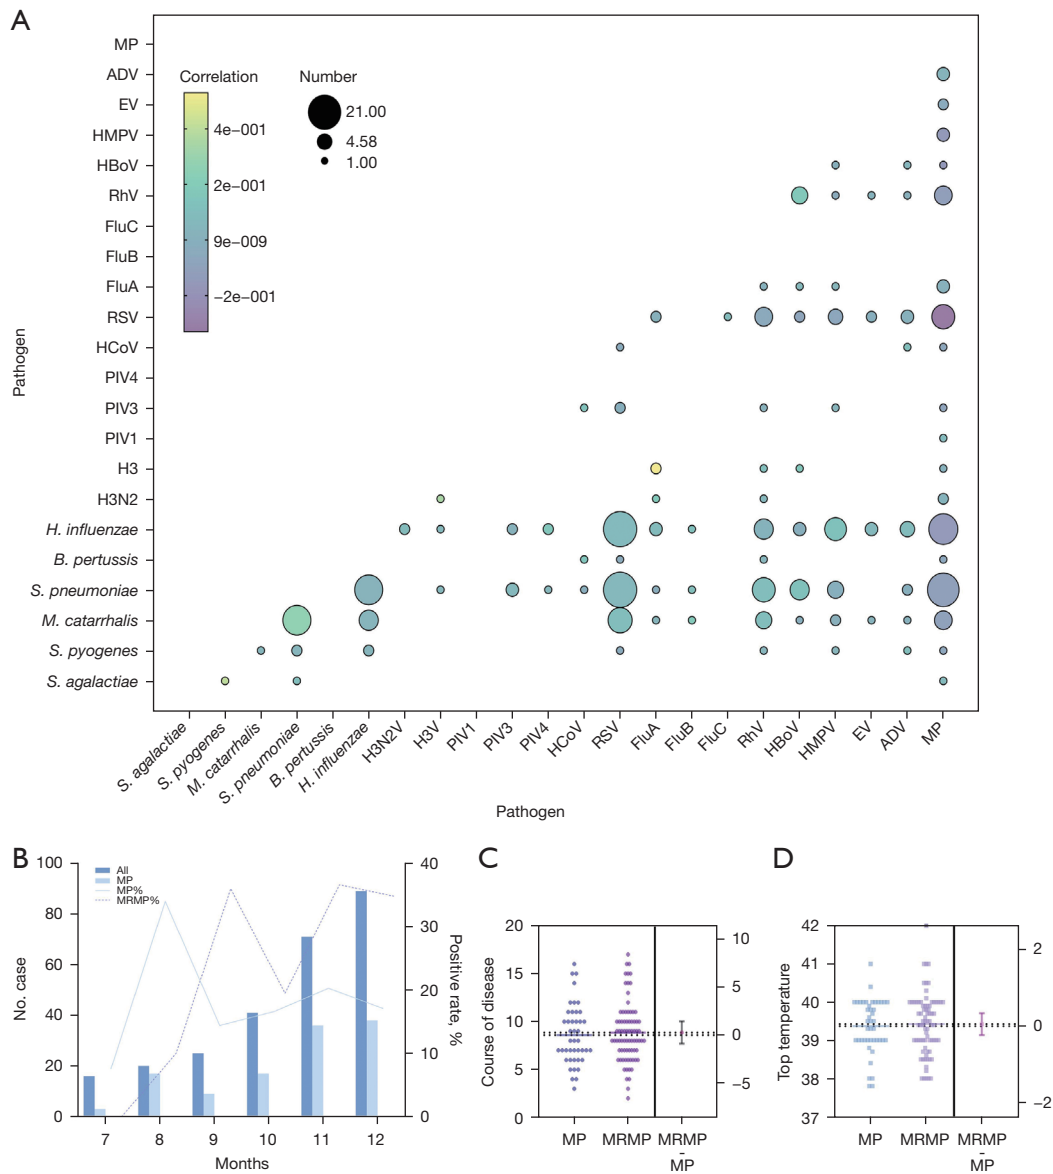 A
MP
ADV
EV
HMPV
HBoV
RhV
FluC
FluB
FluA
RSV
HCoV
PIV4
PIV3
PIV1
H3
H3N2
H. influenzae
B. pertussis
S. pneumoniae
M. catarrhalis
S. pyogenes
S. agalactiae
Pathogen
Correlation
4e–001
2e–001
9e–009
–2e–001
Number
21.00
4.58
1.00
S. agalactiae
S. pyogenes
M. catarrhalis
S. pneumoniae
B. pertussis
H. influenzae
H3N2V
H3V
PIV1
PIV3
PIV4
HCoV
RSV
FluA
FluB
FluC
RhV
HBoV
HMPV
EV
ADV
MP
Pathogen
B
100
80
60
40
20
0
No. case
All
MP
MP%
MRMP%
40
30
20
10
0
Positive rate, %
7 8 9 10 11 12
Months
C
20
15
10
5
0
Course of disease
10
5
0
–5
MP MRMP MRMP
-
MP
D
42
41
40
39
38
37
Top temperature
2
0
–2
MP MRMP MRMP
-
MP